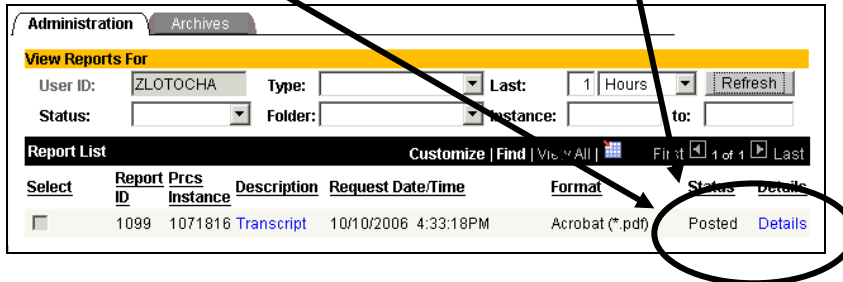 Administration Archives
View Reports For
User ID: ZLOTOCHA Type: Last: 1 Hours Refresh
Status: Folder: Instance: to:
Report List Customize | Find | View All | First 1 of 1 Last
Select Report ID Prcs Instance Description Request Date/Time Format Status Details
1099 1071816 Transcript 10/10/2006 4:33:18PM Acrobat (*.pdf) Posted Details